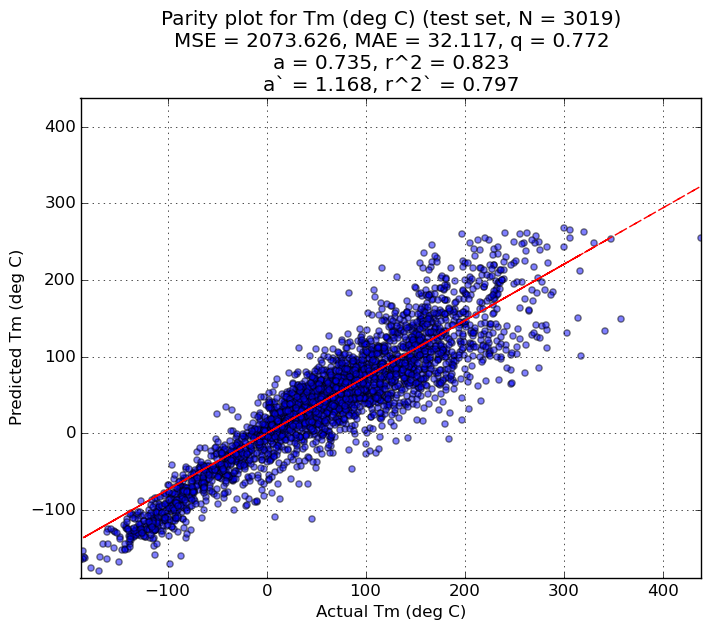 Parity plot for Tm (deg C) (test set, N = 3019)
MSE = 2073.626, MAE = 32.117, q = 0.772
a = 0.735, r^2 = 0.823
a` = 1.168, r^2` = 0.797
400
300
200
100
0
−100
Predicted Tm (deg C)
−100 0 100 200 300 400
Actual Tm (deg C)